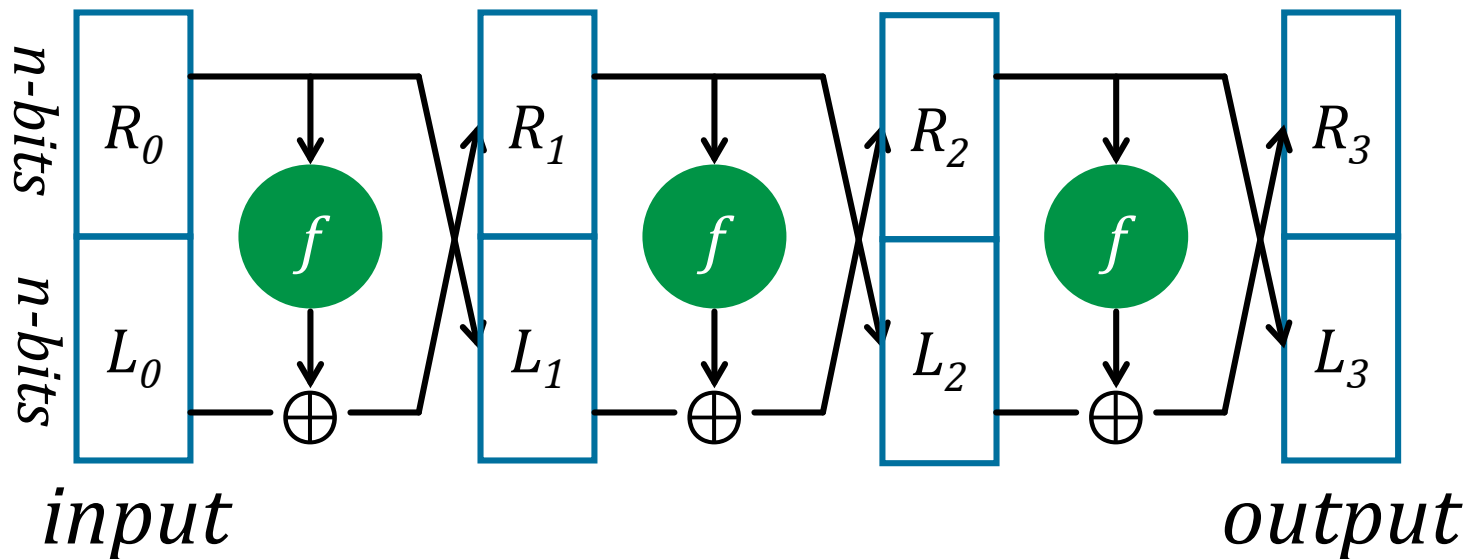 n-bits
R0
f
R1
f
R2
f
R3
n-bits
L0
L1
L2
L3
input
output